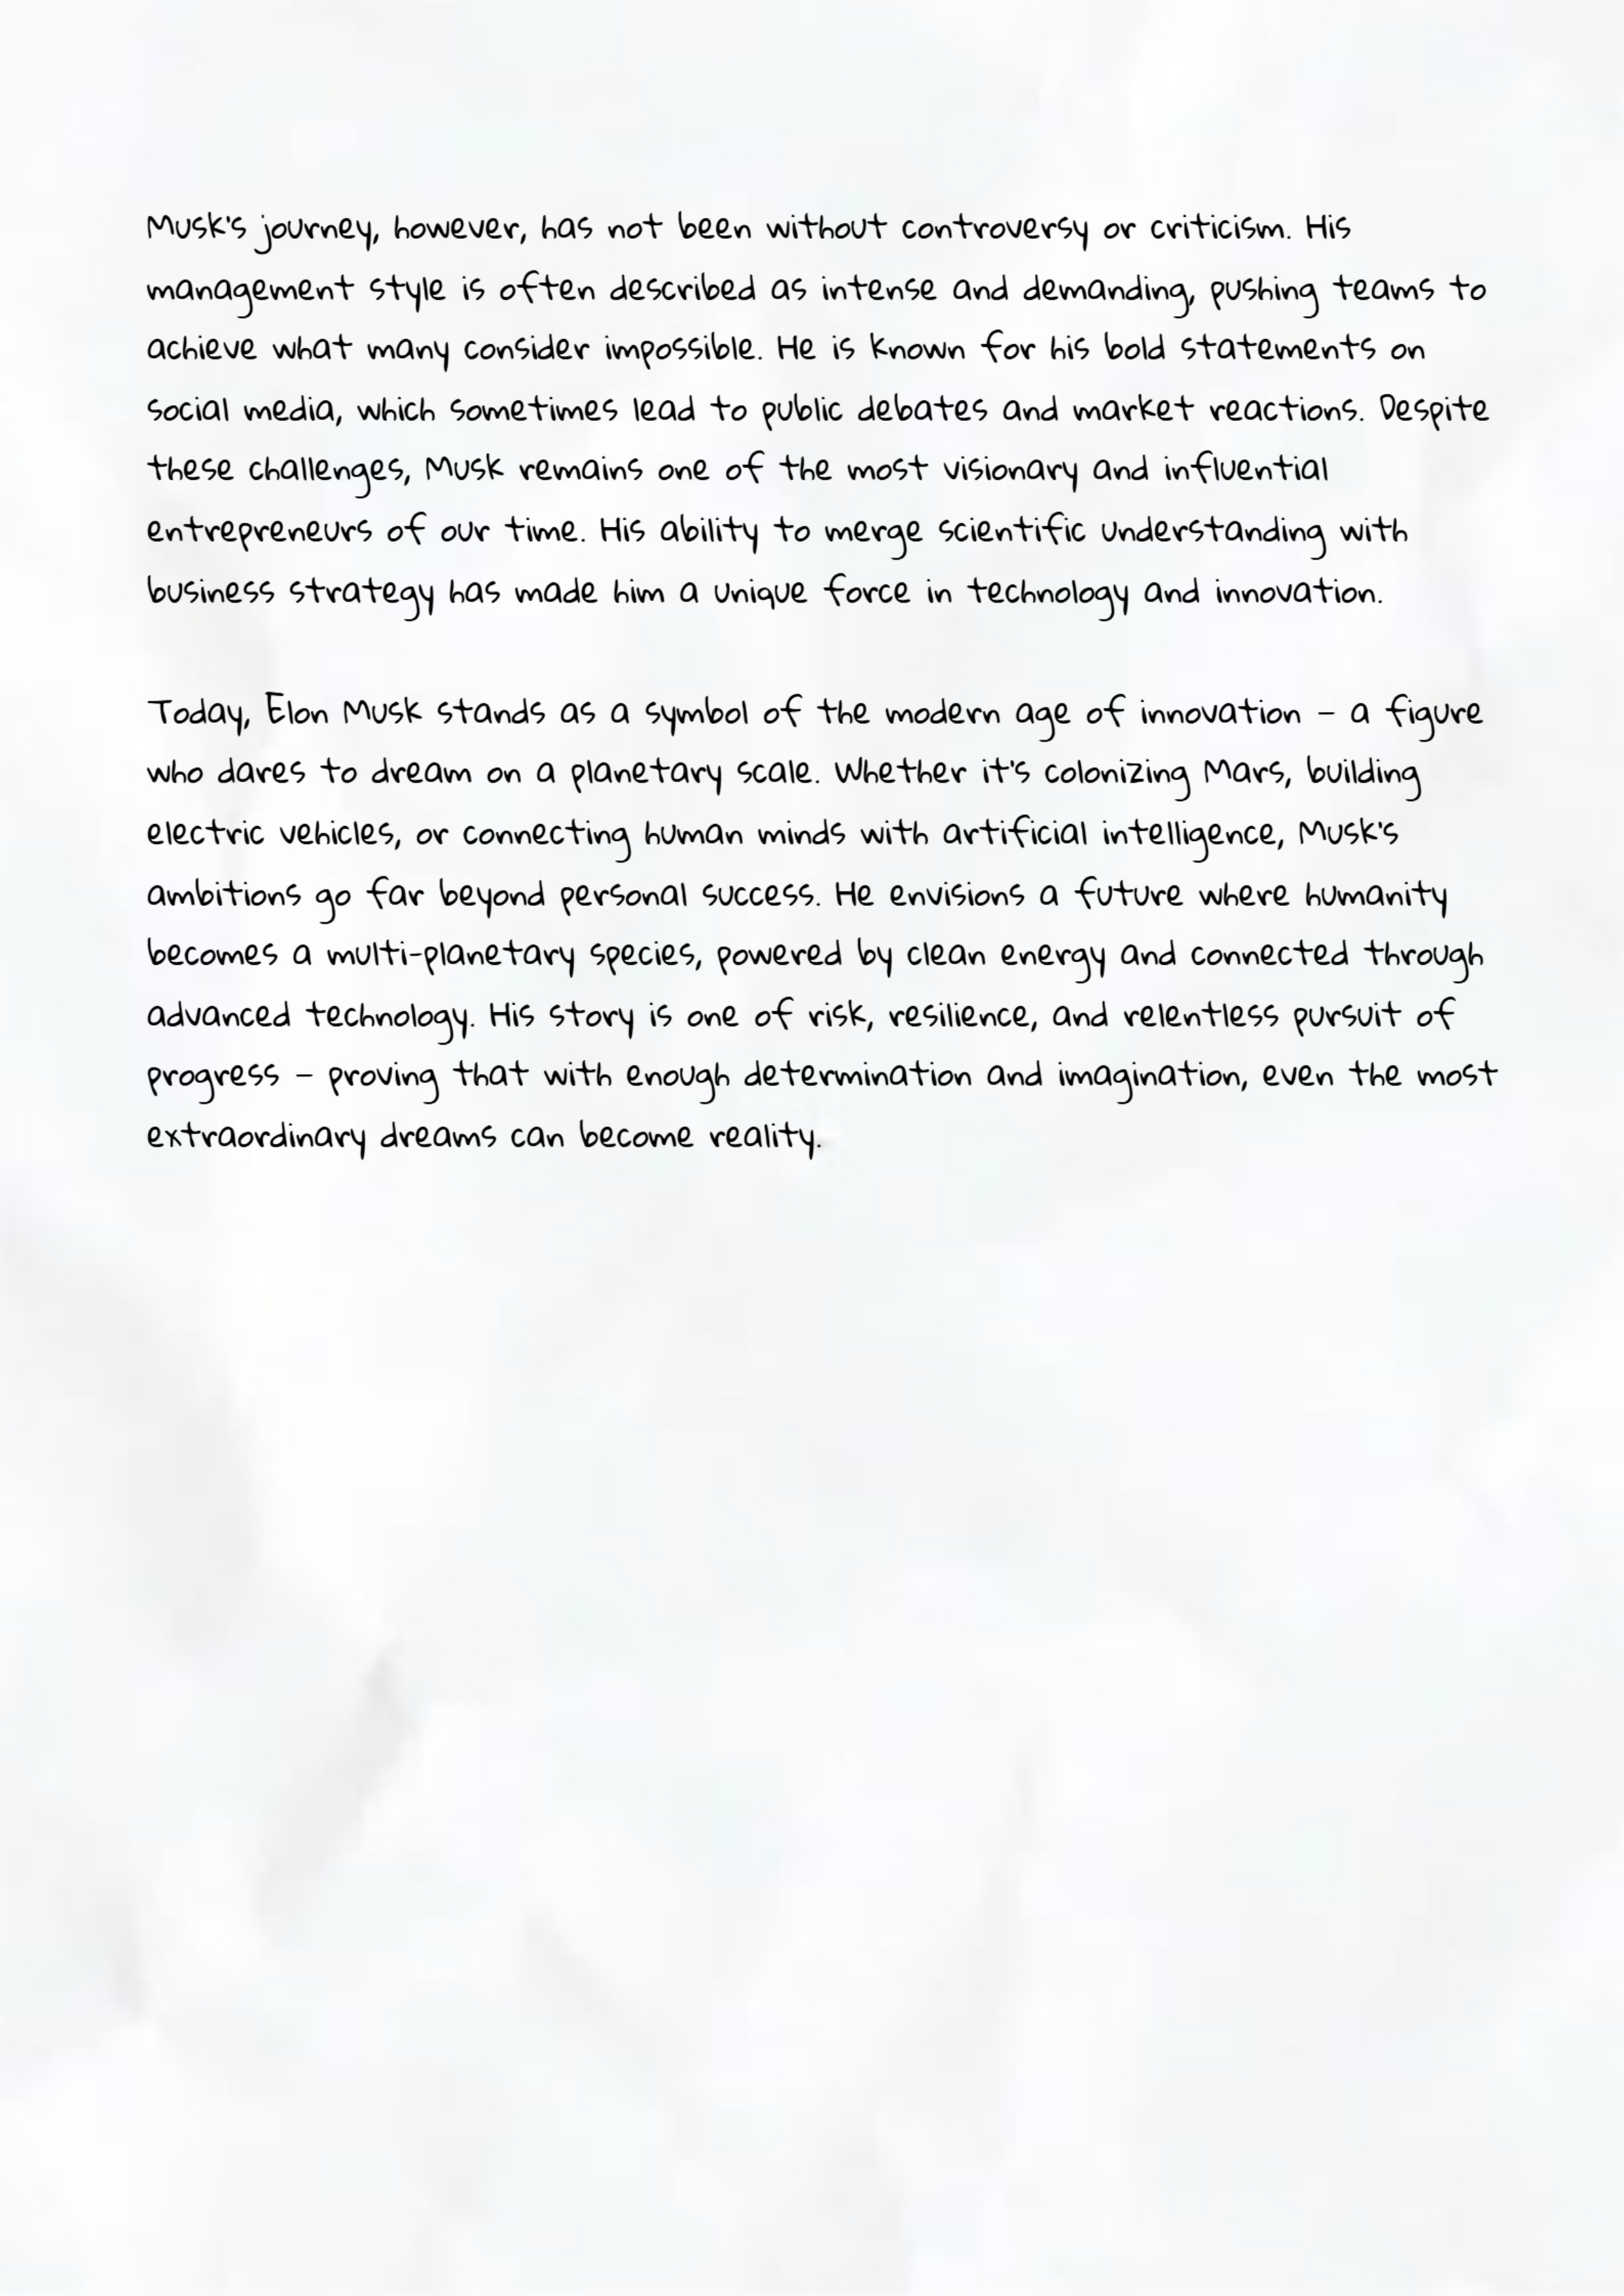 Musk's journey, however, has not been without controversy or criticism. His
management style is often described as intense and demanding, pushing teams to
achieve what many consider impossible. He is known for his bold statements on
social media, which sometimes lead to public debates and market reactions. Despite
these challenges, Musk remains one of the most visionary and influential
entrepreneurs of our time. His ability to merge scientific understanding with
business strategy has made him a unique force in technology and innovation.
Today, Elon Musk stands as a symbol of the modern age of innovation – a figure
who dares to dream on a planetary scale. Whether it's colonizing Mars, building
electric vehicles, or connecting human minds with artificial intelligence, Musk's
ambitions go far beyond personal success. He envisions a future where humanity
becomes a multi-planetary species, powered by clean energy and connected through
advanced technology. His story is one of risk, resilience, and relentless pursuit of
progress – proving that with enough determination and imagination, even the most
extraordinary dreams can become reality.